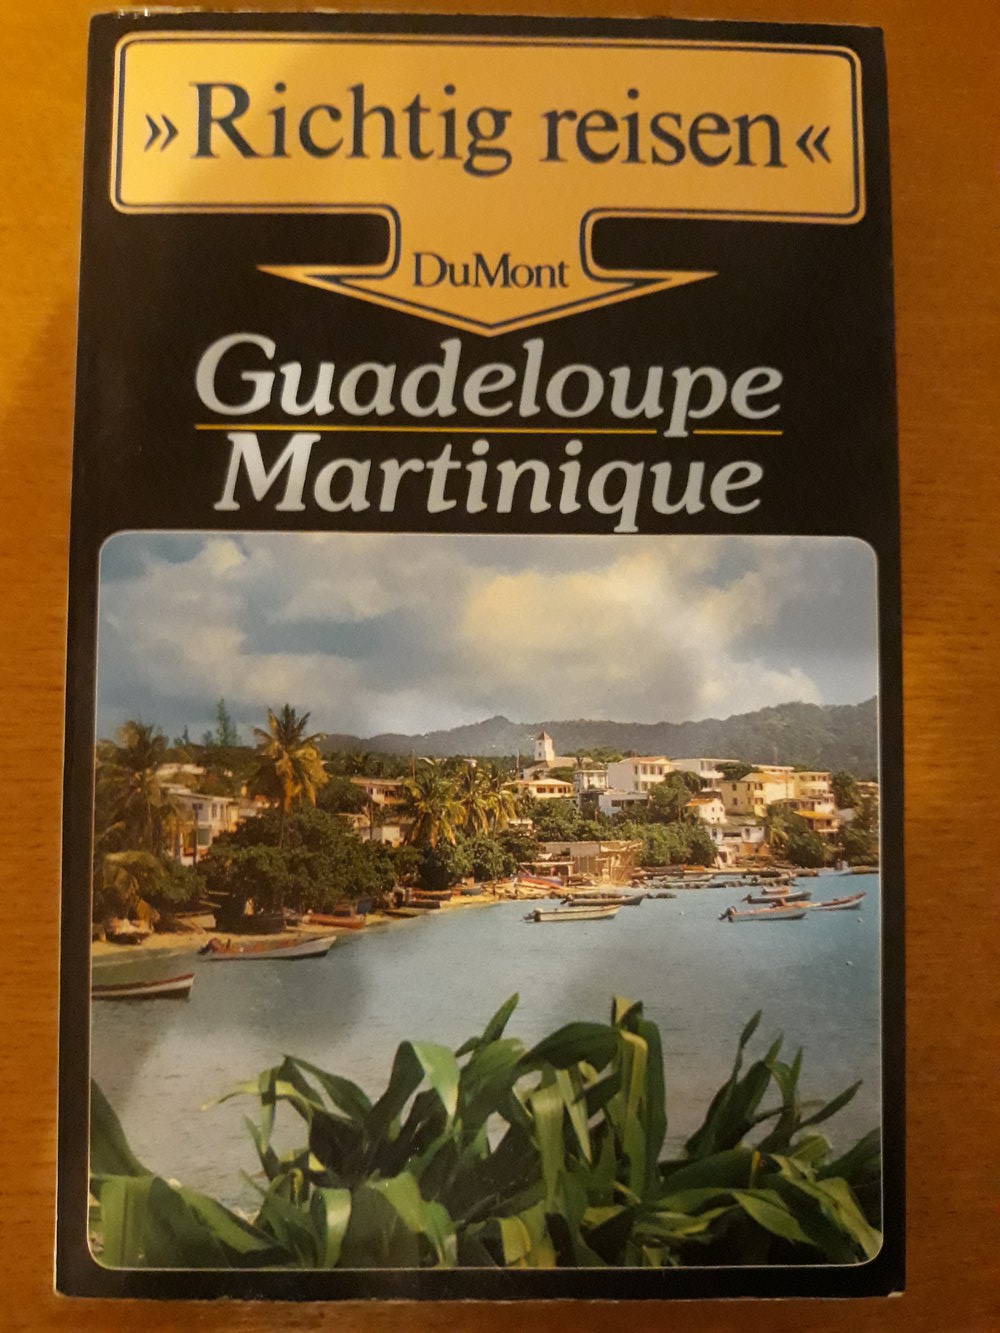 »Richtig reisen«
DuMont
Guadeloupe
Martinique